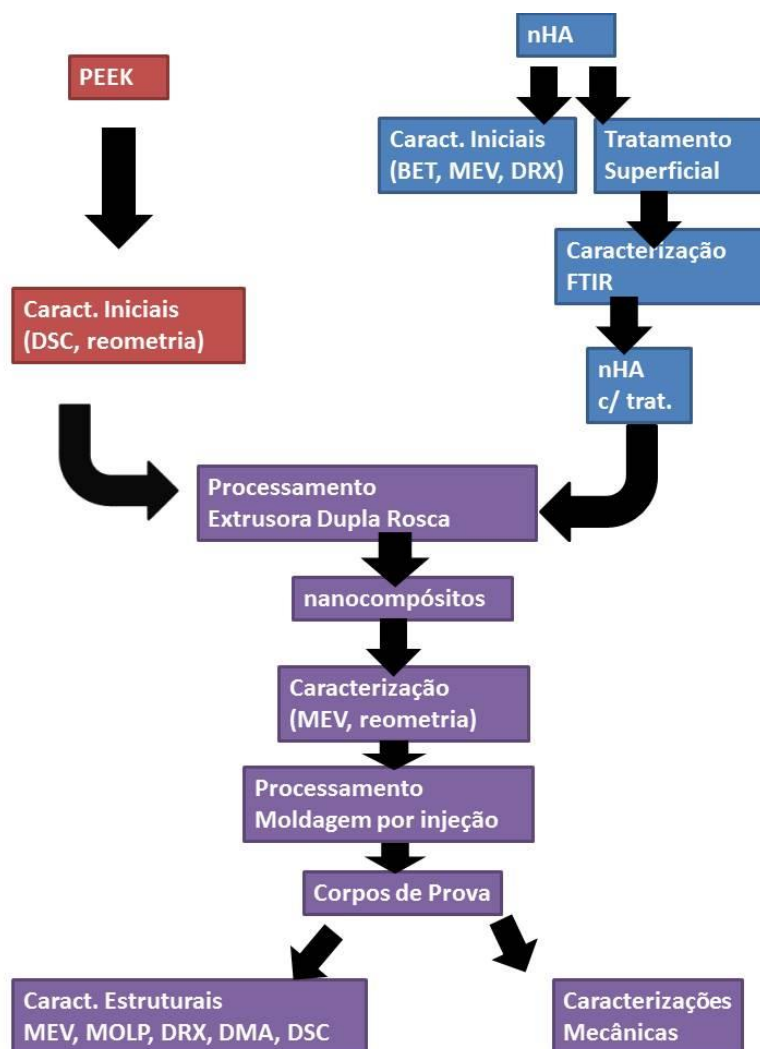 nHA
PEEK
Caract. Iniciais
(BET, MEV, DRX)
Tratamento
Superficial
Caracterização
FTIR
Caract. Iniciais
(DSC, reometria)
nHA
c/ trat.
Processamento
Extrusora Dupla Rosca
nanocompósitos
Caracterização
(MEV, reometria)
Processamento
Moldagem por injeção
Corpos de Prova
Caract. Estruturais
MEV, MOLP, DRX, DMA, DSC
Caracterizações
Mecânicas